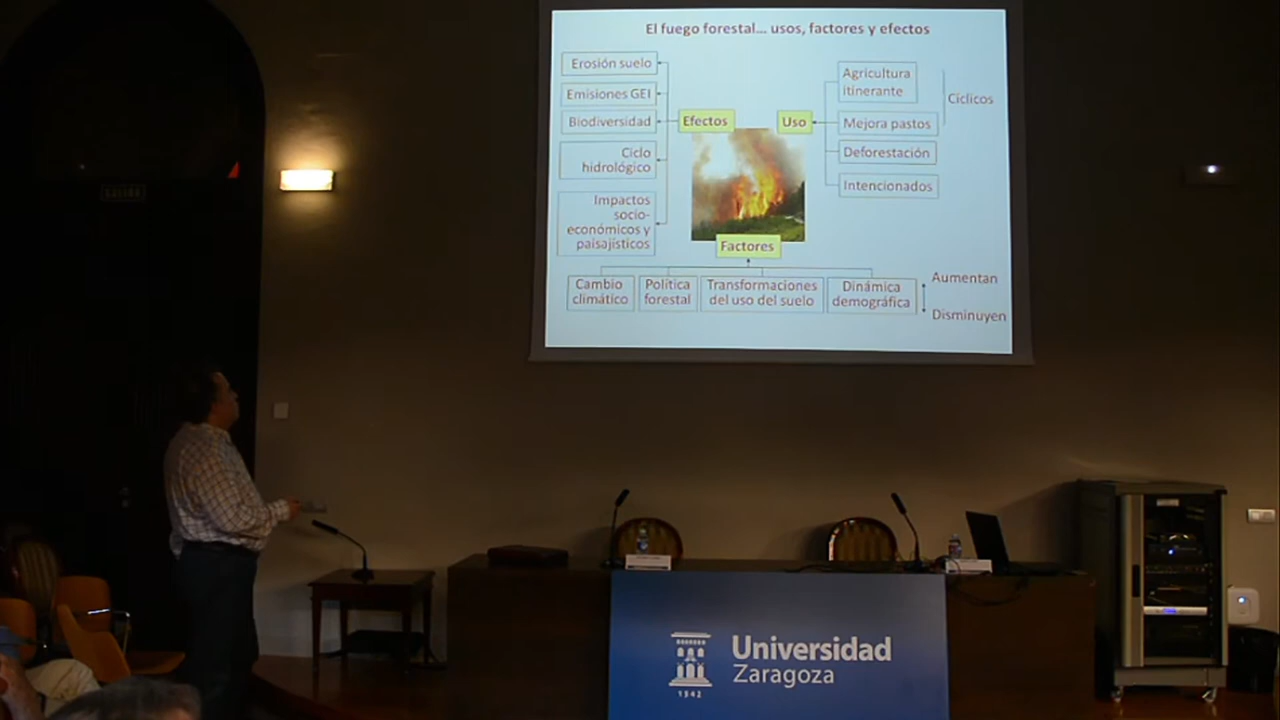 El fuego forestal... usos, factores y efectos
Erosión suelo
Emisiones GEI
Biodiversidad
Ciclo
hidrológico
Impactos
socio-
económicos y
paisajísticos
Efectos
Uso
Agricultura
itinerante
Mejora pastos
Deforestación
Intencionados
Cíclicos
Factores
Cambio
climático
Política
forestal
Transformaciones
del uso del suelo
Dinámica
demográfica
Aumentan
Disminuyen
Universidad
Zaragoza
1542